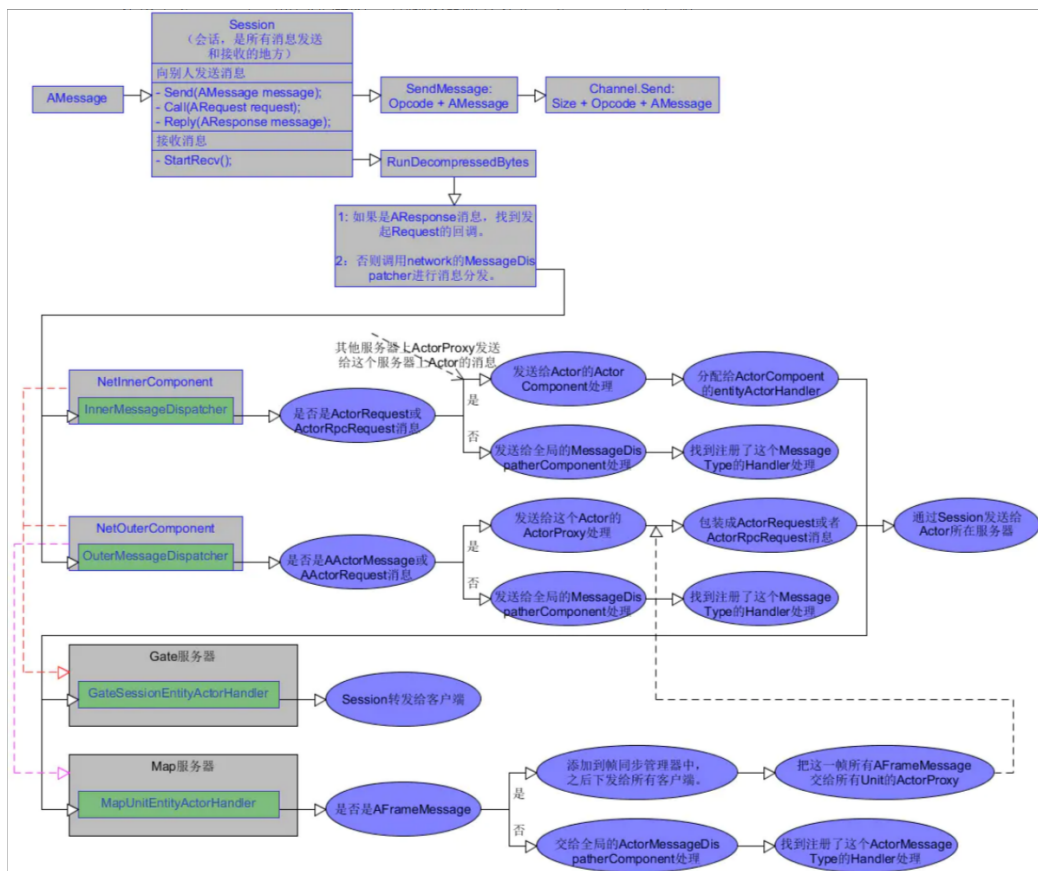 Session
（会话，是所有消息发送
和接收的地方）
向别人发送消息
- Send(AMessage message);
- Call(ARequest request);
- Reply(AResponse message);
接收消息
- StartRecv();
AMessage
SendMessage:
Opcode + AMessage
Channel.Send:
Size + Opcode + AMessage
RunDecompressedBytes
1: 如果是AResponse消息，找到发
起Request的回调。
2：否则调用network的MessageDis
patcher进行消息分发。
其他服务器上ActorProxy发送
给这个服务器上Actor的消息
NetInnerComponent
InnerMessageDispatcher
是否是ActorRequest或
ActorRpcRequest消息
是
否
发送给Actor的Actor
Component处理
分配给ActorCompoent
的entityActorHandler
发送给全局的MessageDis
patherComponent处理
找到注册了这个Message
Type的Handler处理
NetOuterComponent
OuterMessageDispatcher
是否是AActorMessage或
AActorRequest消息
是
否
发送给这个Actor的
ActorProxy处理
包装成ActorRequest或者
ActorRpcRequest消息
通过Session发送给
Actor所在服务器
发送给全局的MessageDis
patherComponent处理
找到注册了这个Message
Type的Handler处理
Gate服务器
GateSessionEntityActorHandler
Session转发给客户端
Map服务器
MapUnitEntityActorHandler
是否是AFrameMessage
是
否
添加到帧同步管理器中，
之后下发给所有客户端。
把这一帧所有AFrameMessage
交给所有Unit的ActorProxy
交给全局的ActorMessageDis
patherComponent处理
找到注册了这个ActorMessage
Type的Handler处理